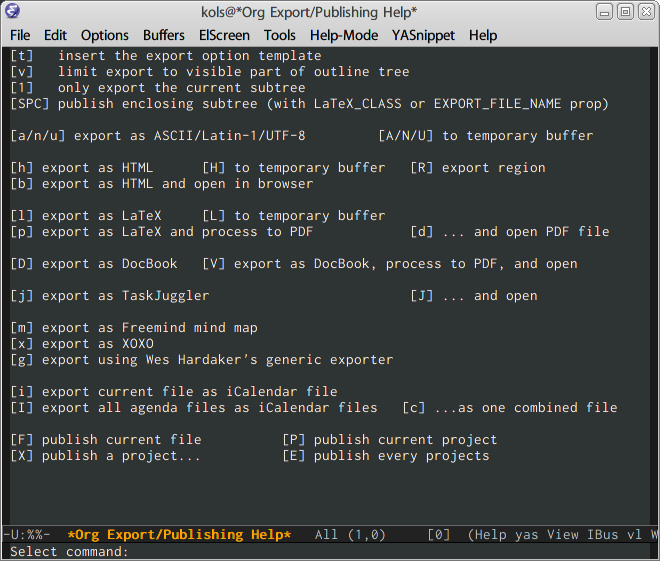 kols@*Org Export/Publishing Help*
File Edit Options Buffers ElScreen Tools Help-Mode YASnippet Help
[t]   insert the export option template
[v]   limit export to visible part of outline tree
[1]   only export the current subtree
[SPC] publish enclosing subtree (with LaTeX_CLASS or EXPORT_FILE_NAME prop)
[a/n/u] export as ASCII/Latin-1/UTF-8         [A/N/U] to temporary buffer
[h] export as HTML      [H] to temporary buffer   [R] export region
[b] export as HTML and open in browser
[l] export as LaTeX     [L] to temporary buffer
[p] export as LaTeX and process to PDF            [d] ... and open PDF file
[D] export as DocBook   [V] export as DocBook, process to PDF, and open
[j] export as TaskJuggler                         [J] ... and open
[m] export as Freemind mind map
[x] export as XOXO
[g] export using Wes Hardaker's generic exporter
[i] export current file as iCalendar file
[I] export all agenda files as iCalendar files   [c] ...as one combined file
[F] publish current file          [P] publish current project
[X] publish a project...          [E] publish every projects
-U:%%-  *Org Export/Publishing Help*   All (1,0)     [0]  (Help yas View IBus vl W
Select command: